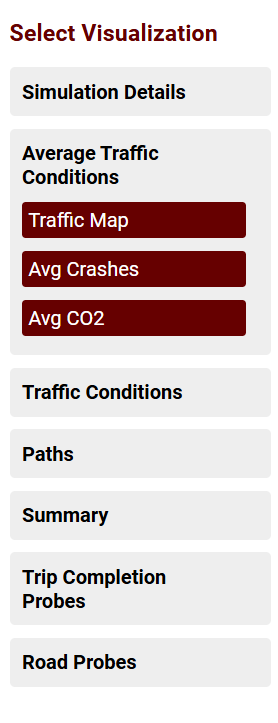 Select Visualization
Simulation Details
Average Traffic
Conditions
Traffic Map
Avg Crashes
Avg CO2
Traffic Conditions
Paths
Summary
Trip Completion
Probes
Road Probes